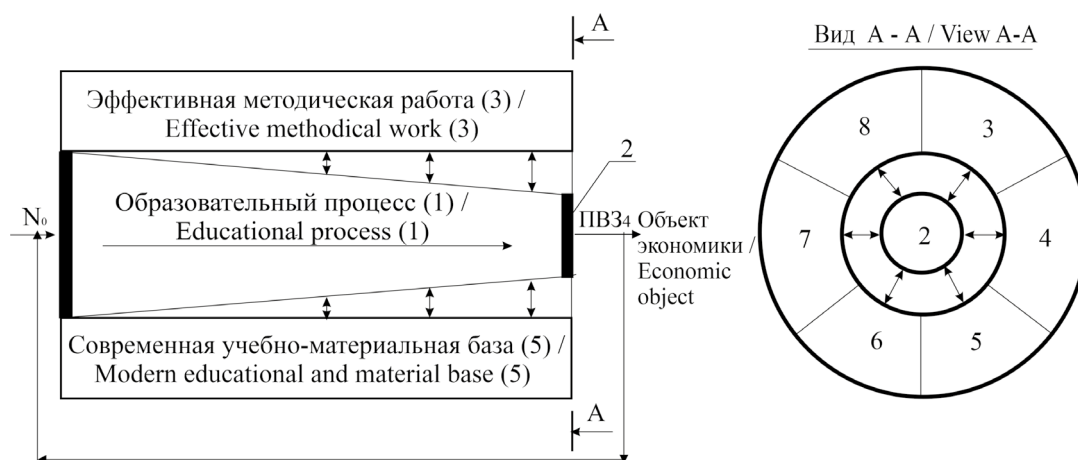 A
Вид А - А / View A-A
Эффективная методическая работа (3) /
Effective methodical work (3)
2
Образовательный процесс (1) /
Educational process (1)
N₀
ПВЗ₄ Объект
экономики /
Economic
object
Современная учебно-материальная база (5) /
Modern educational and material base (5)
A
8
3
7
2
4
6
5